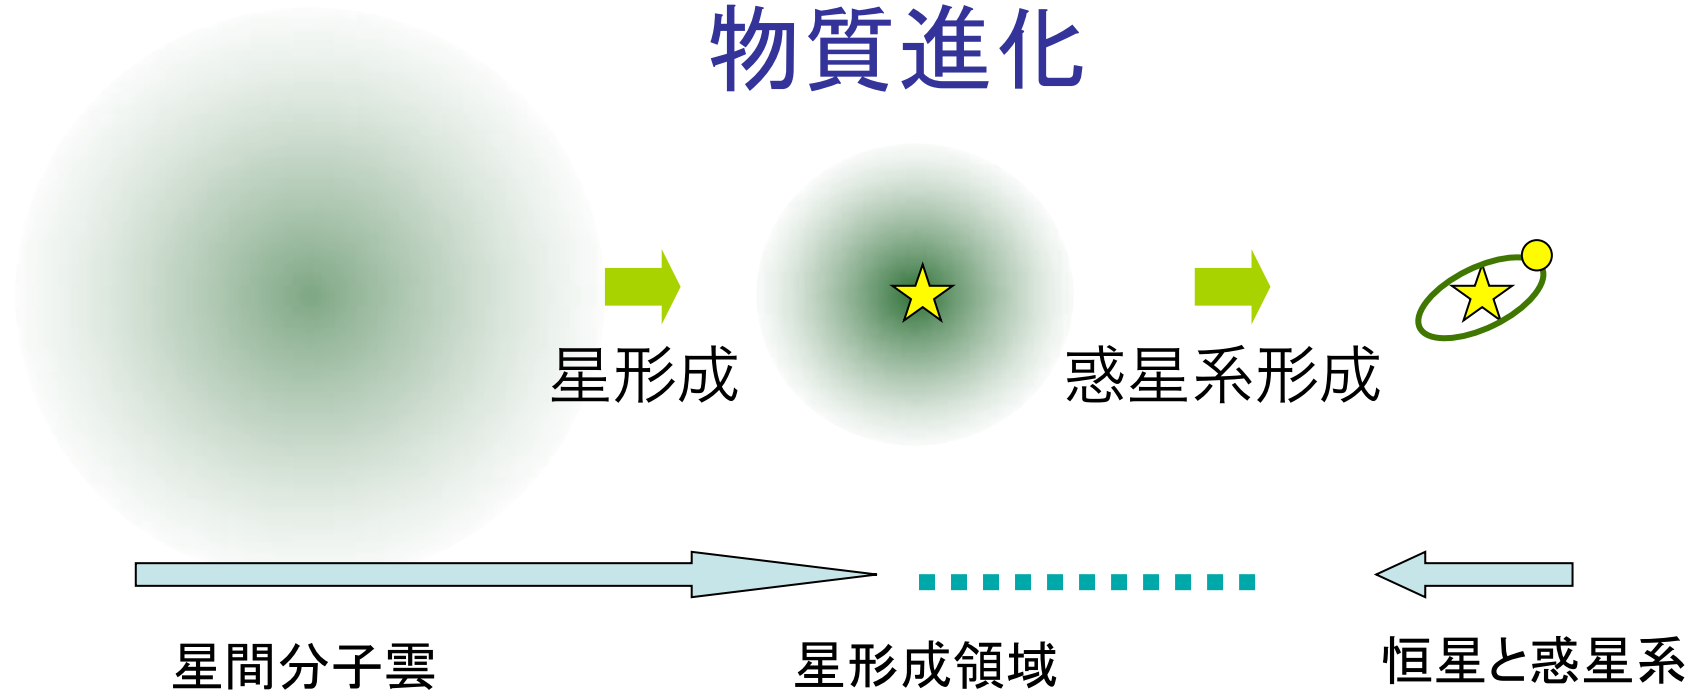 物質進化
星形成
惑星系形成
星間分子雲
星形成領域
恒星と惑星系